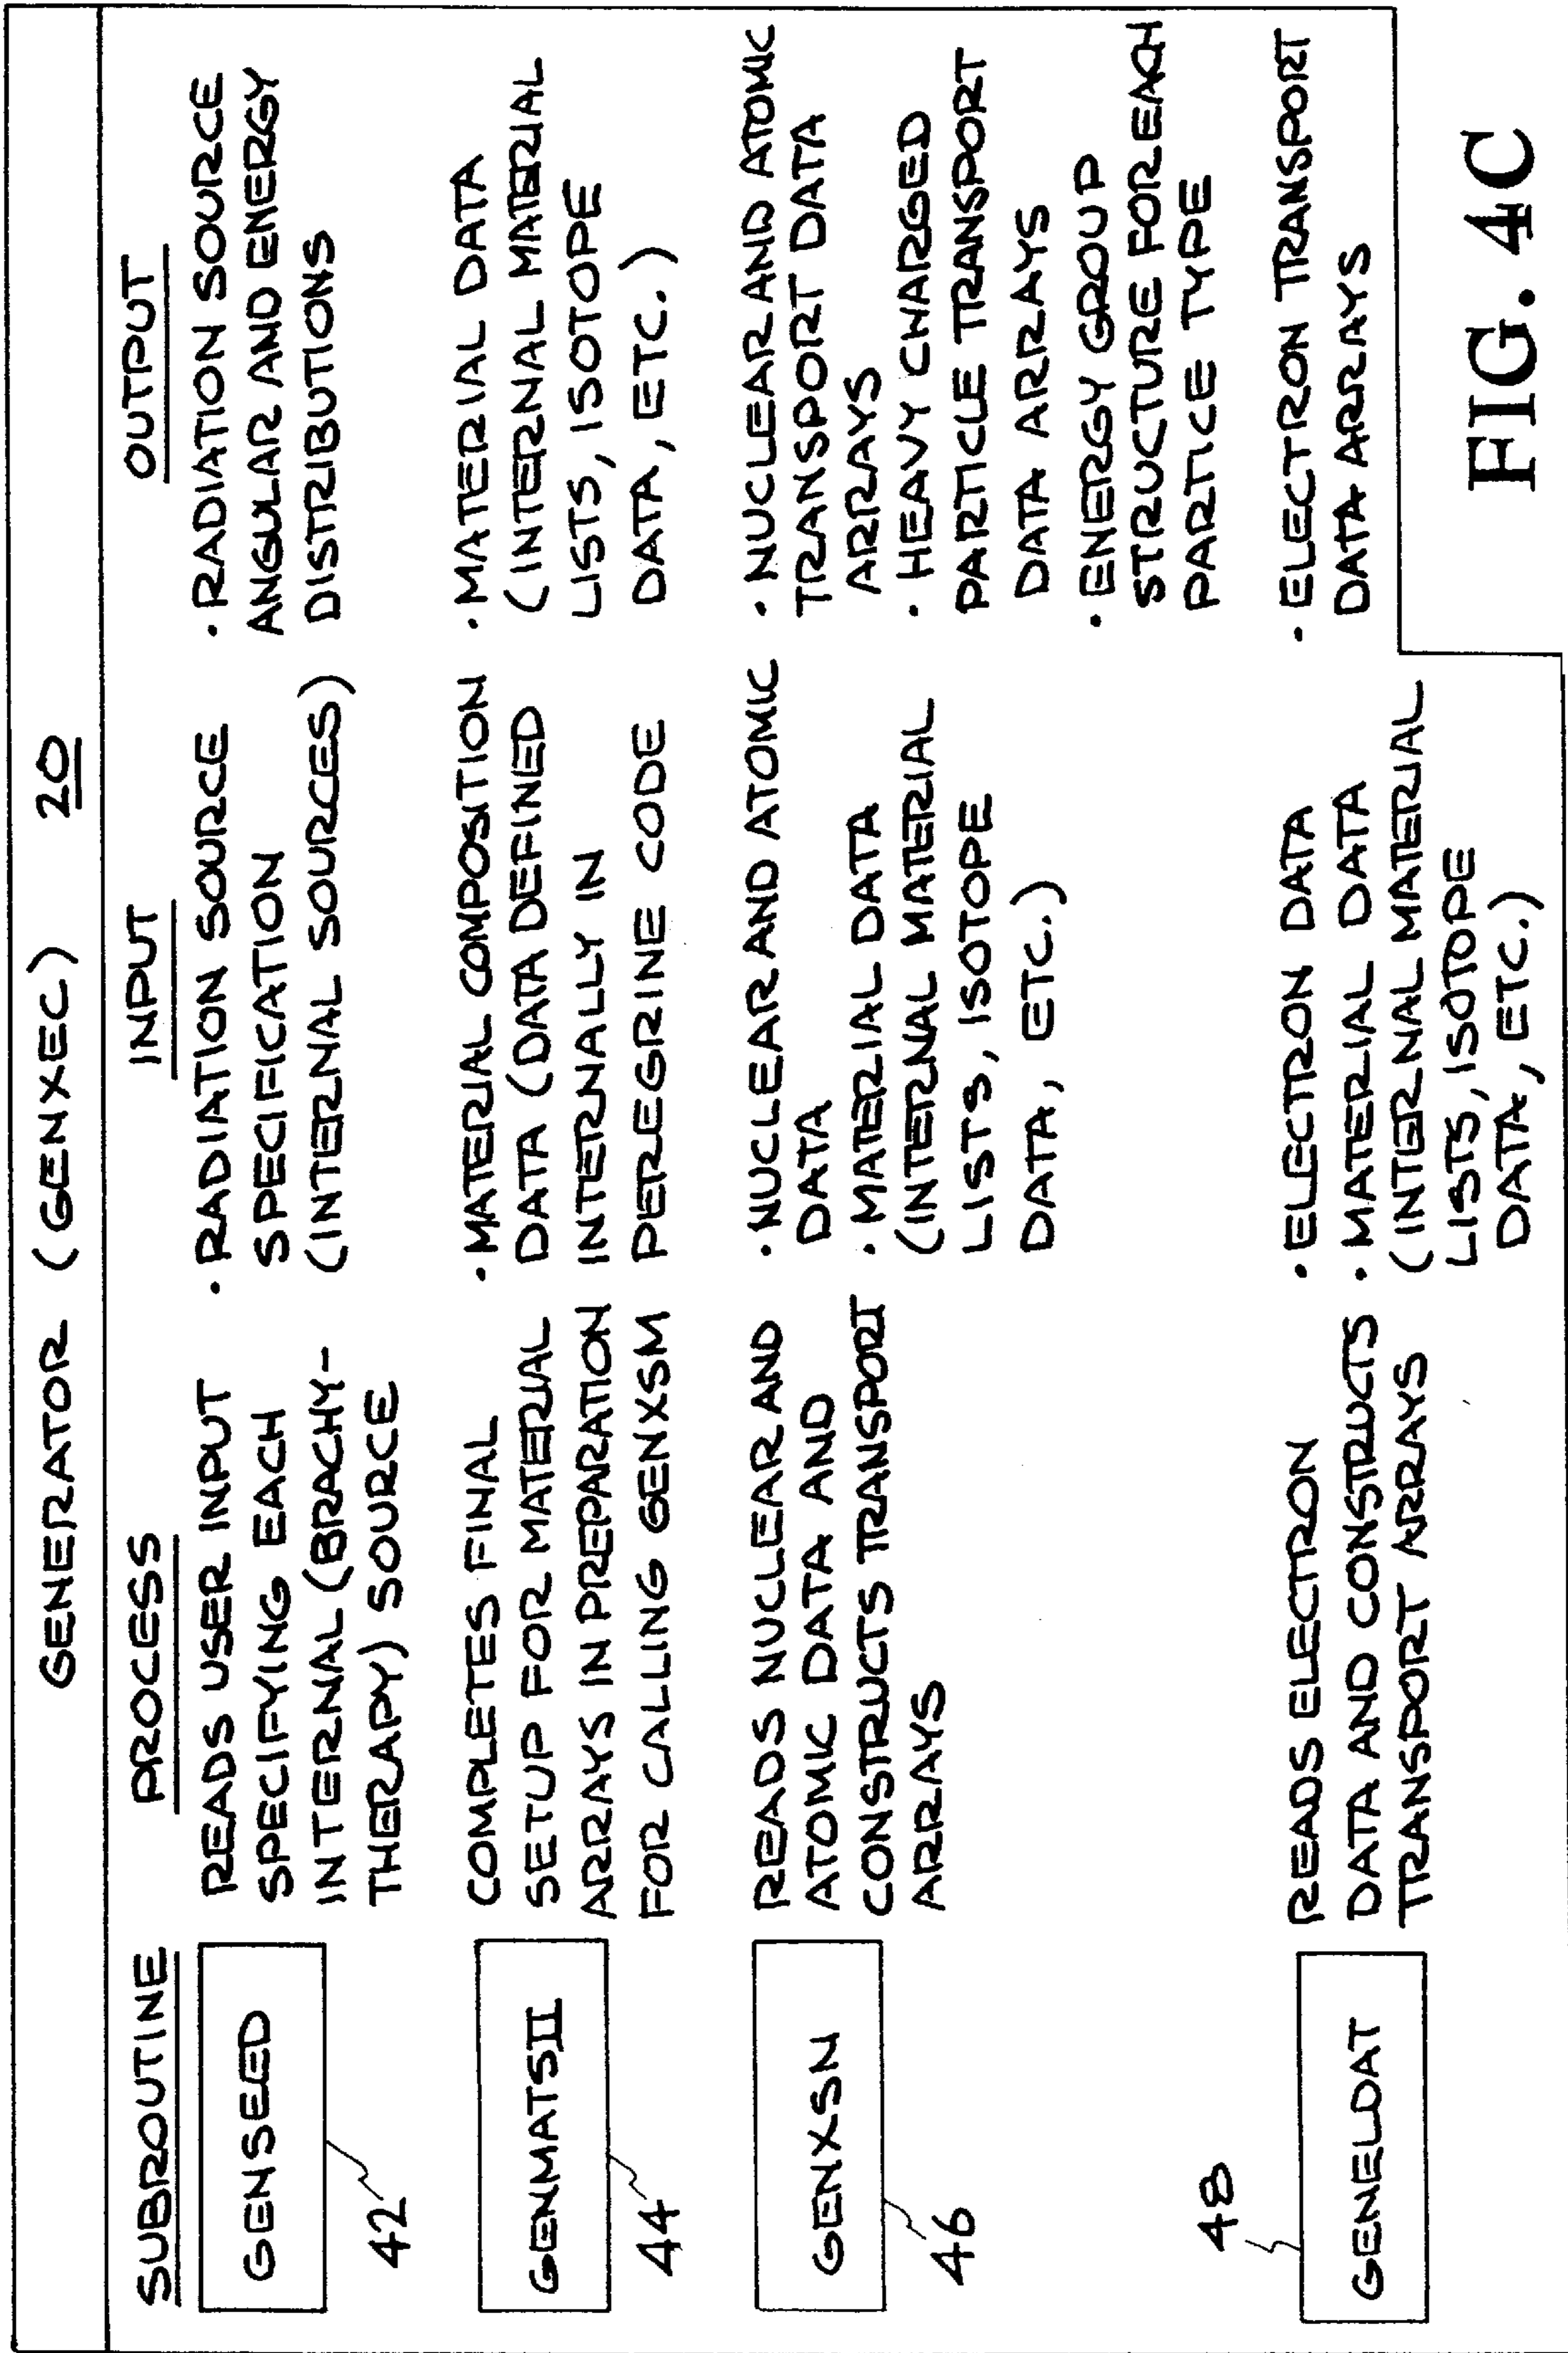 GENERATOR (GENXEC) 20
SUBROUTINE PROCESS INPUT OUTPUT
GENSEED
42
READS USER INPUT
SPECIFYING EACH
INTERNAL (BRACHY-
THERAPY) SOURCE
· RADIATION SOURCE
SPECIFICATION
(INTERNAL SOURCES)
· RADIATION SOURCE
ANGULAR AND ENERGY
DISTRIBUTIONS
GENMATSII
44
COMPLETES FINAL
SETUP FOR MATERIAL
ARRAYS IN PREPARATION
FOR CALLING GENXSM
· MATERIAL COMPOSITION
DATA (DATA DEFINED
INTERNALLY IN
PEREGRINE CODE
· MATERIAL DATA
(INTERNAL MATERIAL
LISTS, ISOTOPE
DATA, ETC.)
GENXSN
46
READS NUCLEAR AND
ATOMIC DATA AND
CONSTRUCTS TRANSPORT
ARRAYS
· NUCLEAR AND ATOMIC
DATA
· MATERIAL DATA
(INTERNAL MATERIAL
LISTS, ISOTOPE
DATA, ETC.)
· NUCLEAR AND ATOMIC
TRANSPORT DATA
ARRAYS
· HEAVY CHARGED
PARTICLE TRANSPORT
DATA ARRAYS
· ENERGY GROUP
STRUCTURE FOR EACH
PARTICE TYPE
48
GENELDAT
READS ELECTRON
DATA AND CONSTRUCTS
TRANSPORT ARRAYS
· ELECTRON DATA
· MATERIAL DATA
(INTERNAL MATERIAL
LISTS, ISOTOPE
DATA, ETC.)
· ELECTRON TRANSPORT
DATA ARRAYS
FIG. 4C